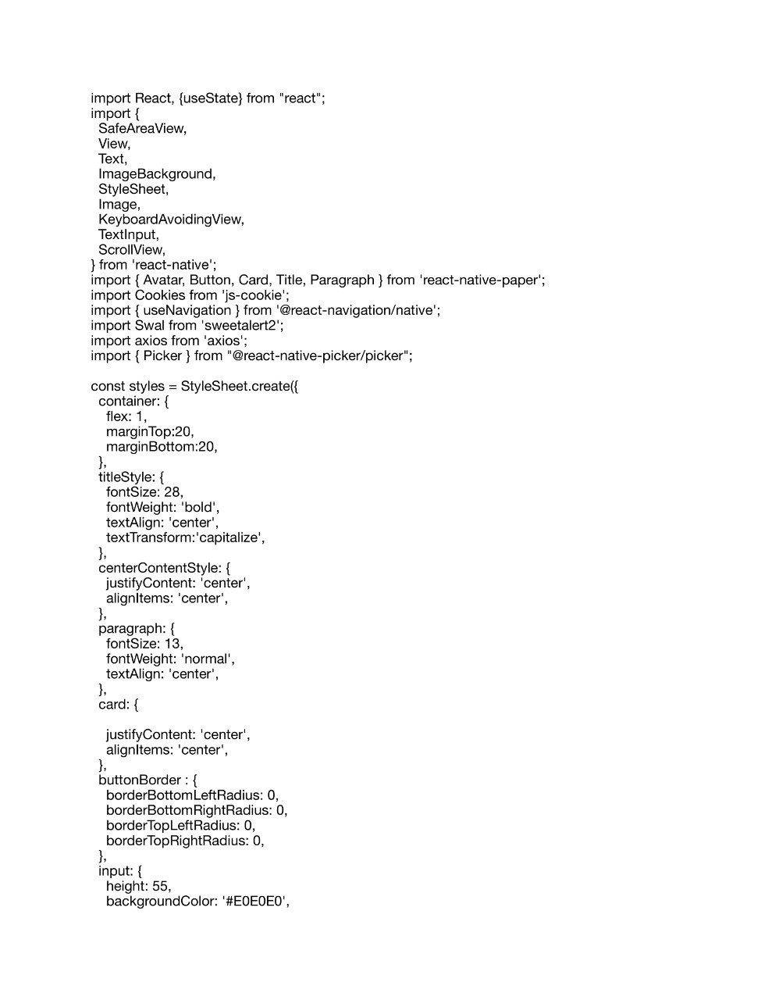 import React, {useState} from "react";
import {
  SafeAreaView,
  View,
  Text,
  ImageBackground,
  StyleSheet,
  Image,
  KeyboardAvoidingView,
  TextInput,
  ScrollView,
} from 'react-native';
import { Avatar, Button, Card, Title, Paragraph } from 'react-native-paper';
import Cookies from 'js-cookie';
import { useNavigation } from '@react-navigation/native';
import Swal from 'sweetalert2';
import axios from 'axios';
import { Picker } from "@react-native-picker/picker";

const styles = StyleSheet.create({
  container: {
    flex: 1,
    marginTop:20,
    marginBottom:20,
  },
  titleStyle: {
    fontSize: 28,
    fontWeight: 'bold',
    textAlign: 'center',
    textTransform:'capitalize',
  },
  centerContentStyle: {
    justifyContent: 'center',
    alignItems: 'center',
  },
  paragraph: {
    fontSize: 13,
    fontWeight: 'normal',
    textAlign: 'center',
  },
  card: {

    justifyContent: 'center',
    alignItems: 'center',
  },
  buttonBorder : {
    borderBottomLeftRadius: 0,
    borderBottomRightRadius: 0,
    borderTopLeftRadius: 0,
    borderTopRightRadius: 0,
  },
  input: {
    height: 55,
    backgroundColor: '#E0E0E0',